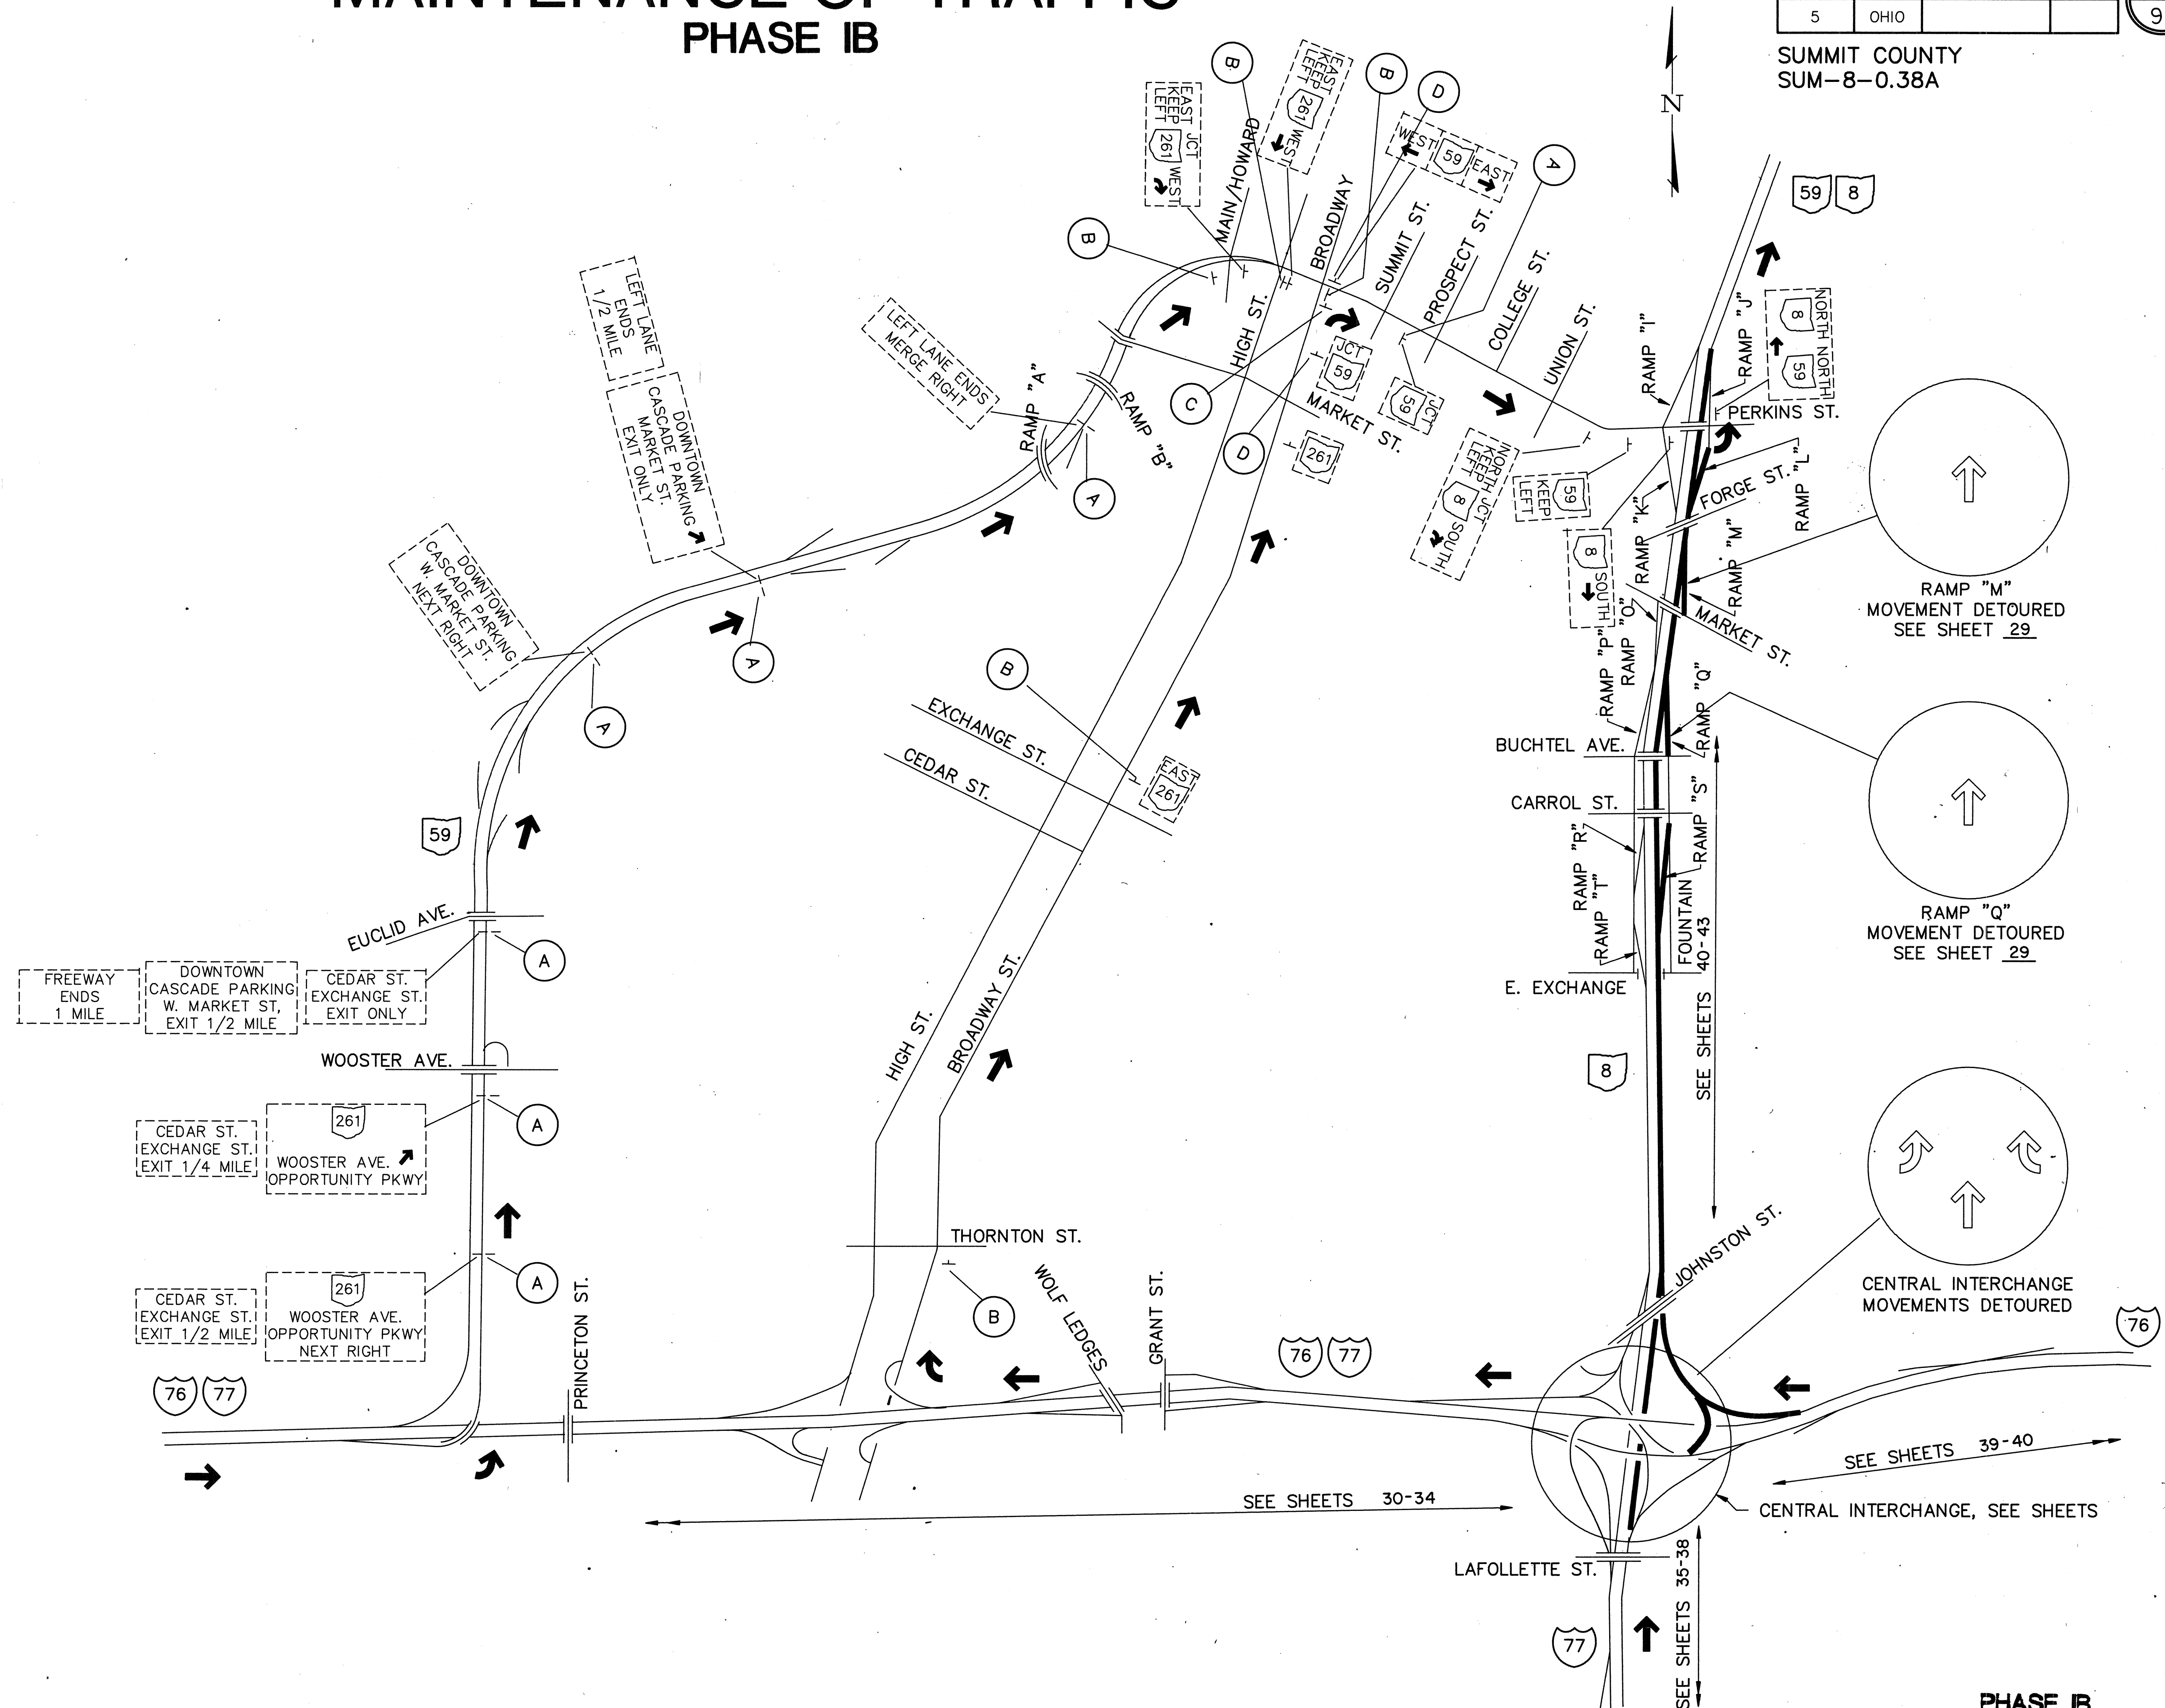 MAINTENANCE OF TRAFFIC
PHASE IB
5 OHIO
9
SUMMIT COUNTY
SUM-8-0.38A
N
B
EAST
KEEP
LEFT
261
WEST
B
D
EAST JCT
KEEP
LEFT
261
WEST
MAIN/HOWARD
WEST
59
EAST
A
BROADWAY
SUMMIT ST.
PROSPECT ST.
COLLEGE ST.
UNION ST.
HIGH ST.
59
8
B
LEFT LANE
ENDS
1/2 MILE
LEFT LANE ENDS
MERGE RIGHT
RAMP "A"
RAMP "B"
JCT
59
C
MARKET ST.
59
JCT
D
261
RAMP "I"
RAMP "J"
NORTH NORTH
8
59
PERKINS ST.
DOWNTOWN
CASCADE PARKING
MARKET ST.
EXIT ONLY
A
NORTH JCT
KEEP
LEFT
8
SOUTH
59
KEEP
LEFT
FORGE ST.
RAMP "L"
RAMP "K"
RAMP "M"
8
SOUTH
RAMP "M"
MOVEMENT DETOURED
SEE SHEET 29
DOWNTOWN
CASCADE PARKING
W. MARKET ST.
NEXT RIGHT
A
RAMP "O"
RAMP "P"
MARKET ST.
A
B
EXCHANGE ST.
CEDAR ST.
EAST
261
RAMP "Q"
BUCHTEL AVE.
CARROL ST.
RAMP "S"
RAMP "R"
RAMP "T"
FOUNTAIN
E. EXCHANGE
SEE SHEETS 40-43
RAMP "Q"
MOVEMENT DETOURED
SEE SHEET 29
59
EUCLID AVE.
A
FREEWAY
ENDS
1 MILE
DOWNTOWN
CASCADE PARKING
W. MARKET ST,
EXIT 1/2 MILE
CEDAR ST.
EXCHANGE ST.
EXIT ONLY
HIGH ST.
BROADWAY ST.
WOOSTER AVE.
8
A
CEDAR ST.
EXCHANGE ST.
EXIT 1/4 MILE
261
WOOSTER AVE.
OPPORTUNITY PKWY
THORNTON ST.
JOHNSTON ST.
CENTRAL INTERCHANGE
MOVEMENTS DETOURED
A
CEDAR ST.
EXCHANGE ST.
EXIT 1/2 MILE
261
WOOSTER AVE.
OPPORTUNITY PKWY
NEXT RIGHT
PRINCETON ST.
B
WOLF LEDGES
GRANT ST.
76
77
76
76
77
SEE SHEETS 39-40
SEE SHEETS 30-34
CENTRAL INTERCHANGE, SEE SHEETS
LAFOLLETTE ST.
SEE SHEETS 35-38
77
PHASE IB